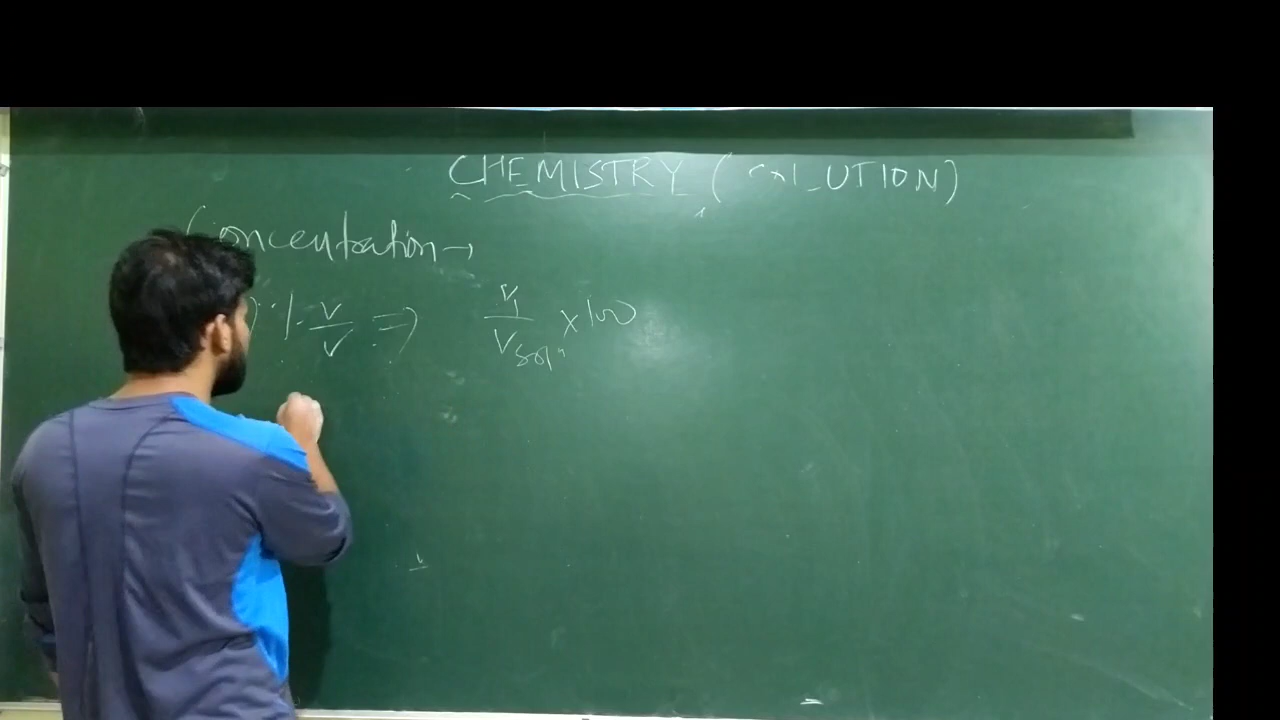 CHEMISTRY (SOLUTION)
Concentration →
) % v/v ⇒ v/Vsolⁿ × 100